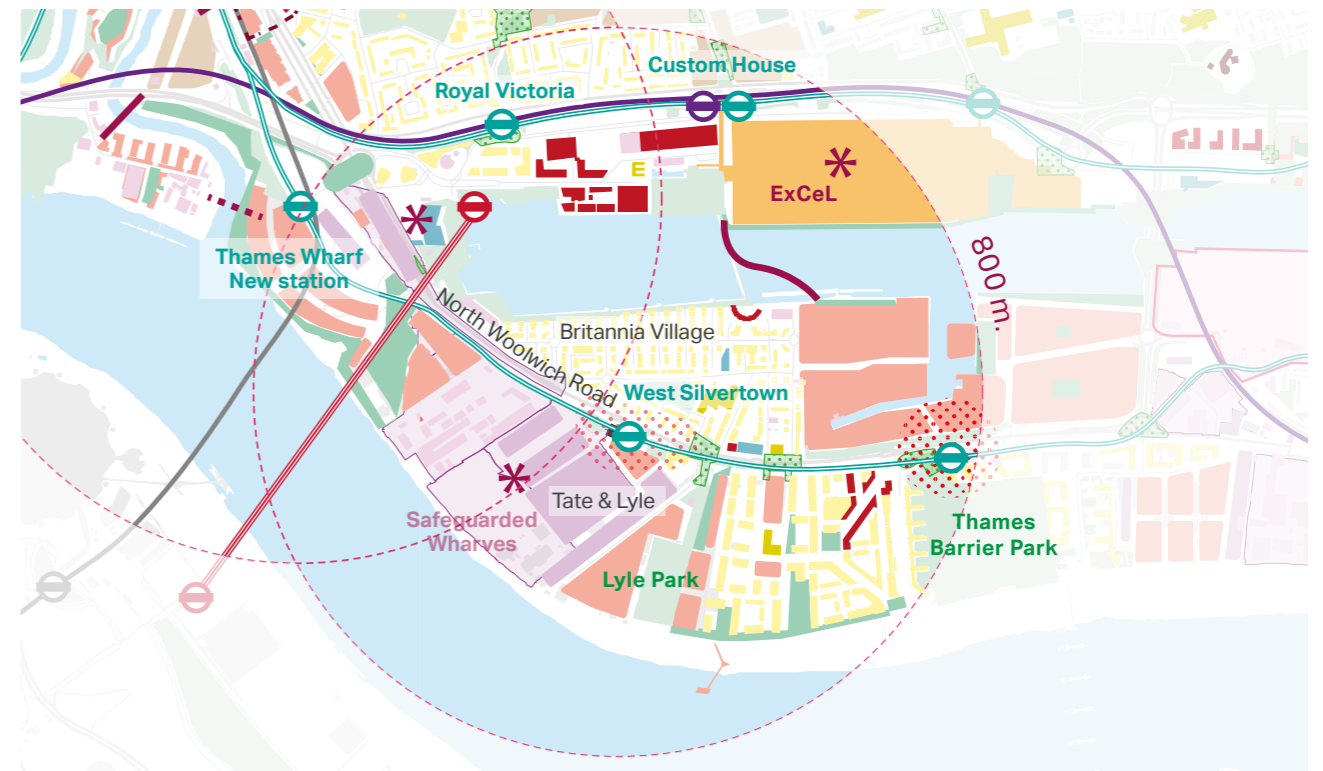 Custom House
Royal Victoria
E
ExCeL
Thames Wharf
New station
800 m.
North Woolwich Road
Britannia Village
West Silvertown
Tate & Lyle
Safeguarded
Wharves
Thames
Barrier Park
Lyle Park